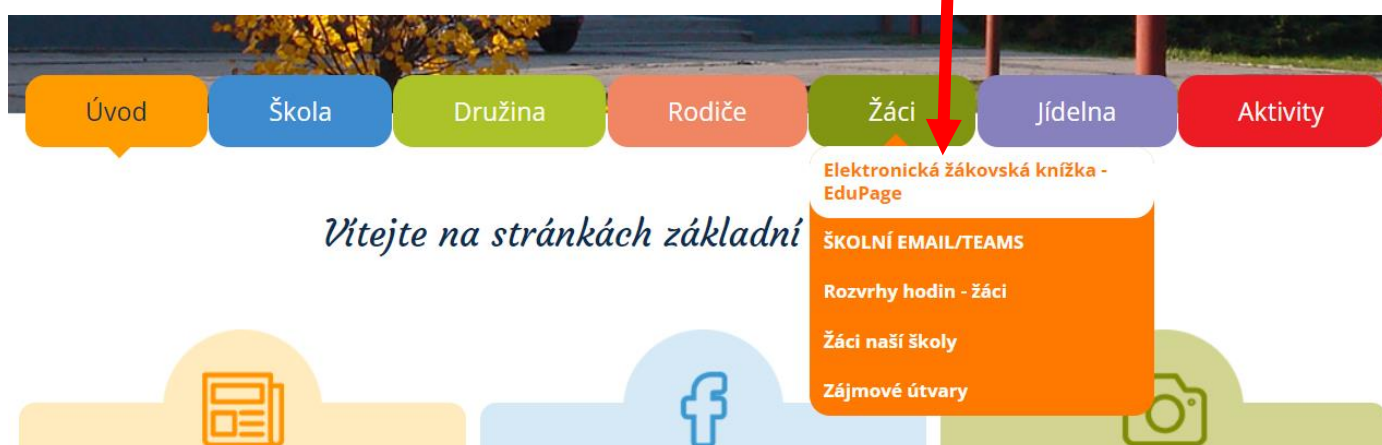 Úvod Škola Družina Rodiče Žáci Jídelna Aktivity
Elektronická žákovská knížka -
EduPage
Vítejte na stránkách základní
ŠKOLNÍ EMAIL/TEAMS
Rozvrhy hodin - žáci
Žáci naší školy
Zájmové útvary